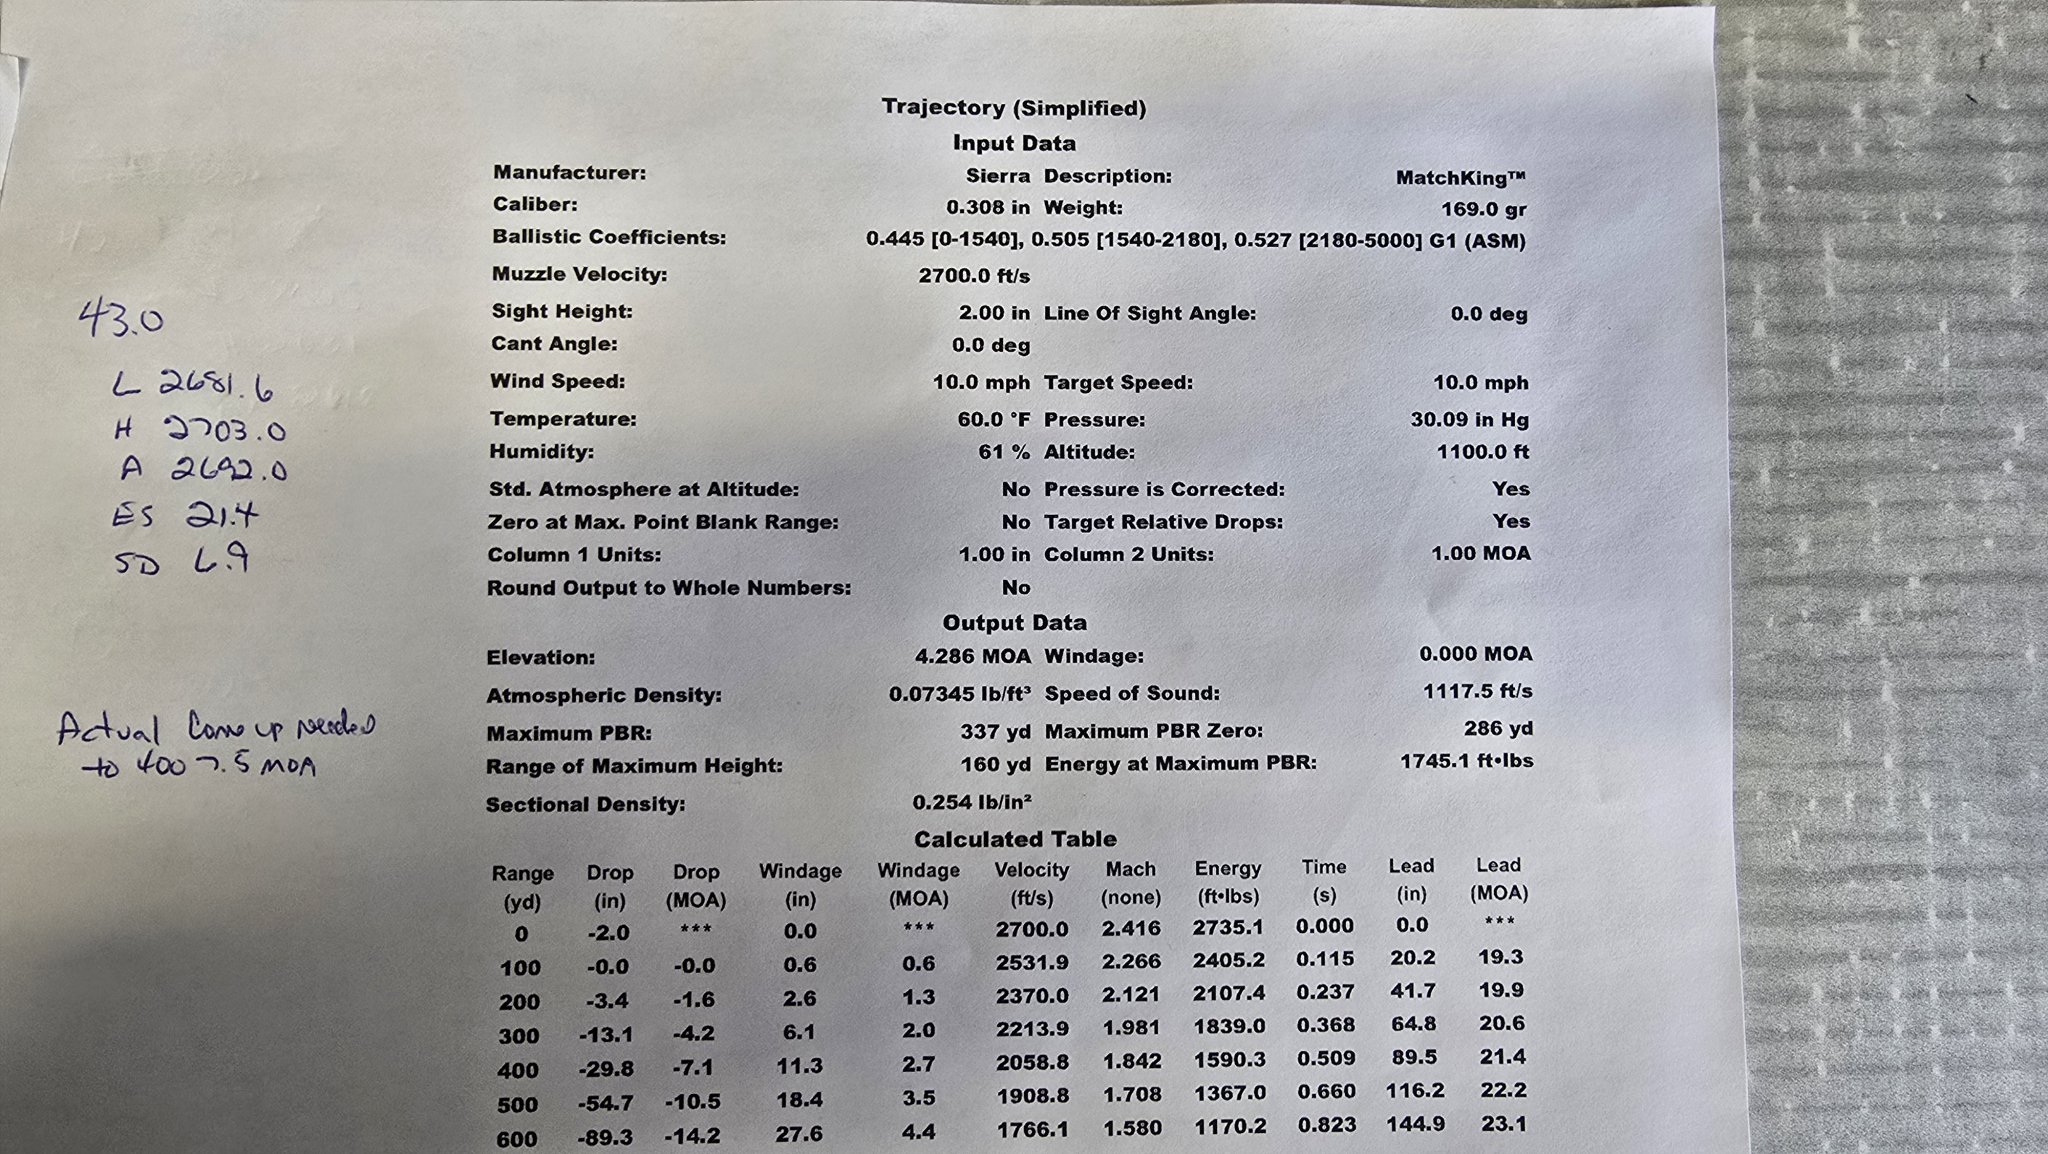 Trajectory (Simplified)
Input Data
Manufacturer: Sierra Description: MatchKing™
Caliber: 0.308 in Weight: 169.0 gr
Ballistic Coefficients: 0.445 [0-1540], 0.505 [1540-2180], 0.527 [2180-5000] G1 (ASM)
Muzzle Velocity: 2700.0 ft/s
Sight Height: 2.00 in Line Of Sight Angle: 0.0 deg
Cant Angle: 0.0 deg
Wind Speed: 10.0 mph Target Speed: 10.0 mph
Temperature: 60.0 °F Pressure: 30.09 in Hg
Humidity: 61 % Altitude: 1100.0 ft
Std. Atmosphere at Altitude: No Pressure is Corrected: Yes
Zero at Max. Point Blank Range: No Target Relative Drops: Yes
Column 1 Units: 1.00 in Column 2 Units: 1.00 MOA
Round Output to Whole Numbers: No
Output Data
Elevation: 4.286 MOA Windage: 0.000 MOA
Atmospheric Density: 0.07345 lb/ft³ Speed of Sound: 1117.5 ft/s
Maximum PBR: 337 yd Maximum PBR Zero: 286 yd
Range of Maximum Height: 160 yd Energy at Maximum PBR: 1745.1 ft•lbs
Sectional Density: 0.254 lb/in²
Calculated Table
Range Drop Drop Windage Windage Velocity Mach Energy Time Lead Lead
(yd) (in) (MOA) (in) (MOA) (ft/s) (none) (ft•lbs) (s) (in) (MOA)
0 -2.0 *** 0.0 *** 2700.0 2.416 2735.1 0.000 0.0 ***
100 -0.0 -0.0 0.6 0.6 2531.9 2.266 2405.2 0.115 20.2 19.3
200 -3.4 -1.6 2.6 1.3 2370.0 2.121 2107.4 0.237 41.7 19.9
300 -13.1 -4.2 6.1 2.0 2213.9 1.981 1839.0 0.368 64.8 20.6
400 -29.8 -7.1 11.3 2.7 2058.8 1.842 1590.3 0.509 89.5 21.4
500 -54.7 -10.5 18.4 3.5 1908.8 1.708 1367.0 0.660 116.2 22.2
600 -89.3 -14.2 27.6 4.4 1766.1 1.580 1170.2 0.823 144.9 23.1
43.0
L 2681.6
H 2703.0
A 2692.0
ES 21.4
SD 6.9
Actual Come up needed
to 400 7.5 MOA